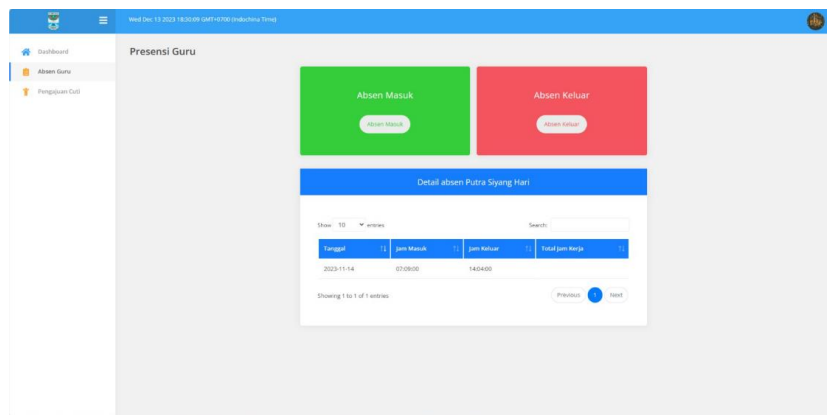 Wed Dec 13 2023 18:50:09 GMT+0700 (Indochina Time)
Dashboard
Absen Guru
Pengajuan Cuti
Presensi Guru
Absen Masuk
Absen Masuk
Absen Keluar
Absen Keluar
Detail absen Putra Siyang Hari
Show 10 entries
Search:
Tanggal Jam Masuk Jam Keluar Total Jam Kerja
2023-11-14 07:09:00 14:04:00
Showing 1 to 1 of 1 entries
Previous 1 Next